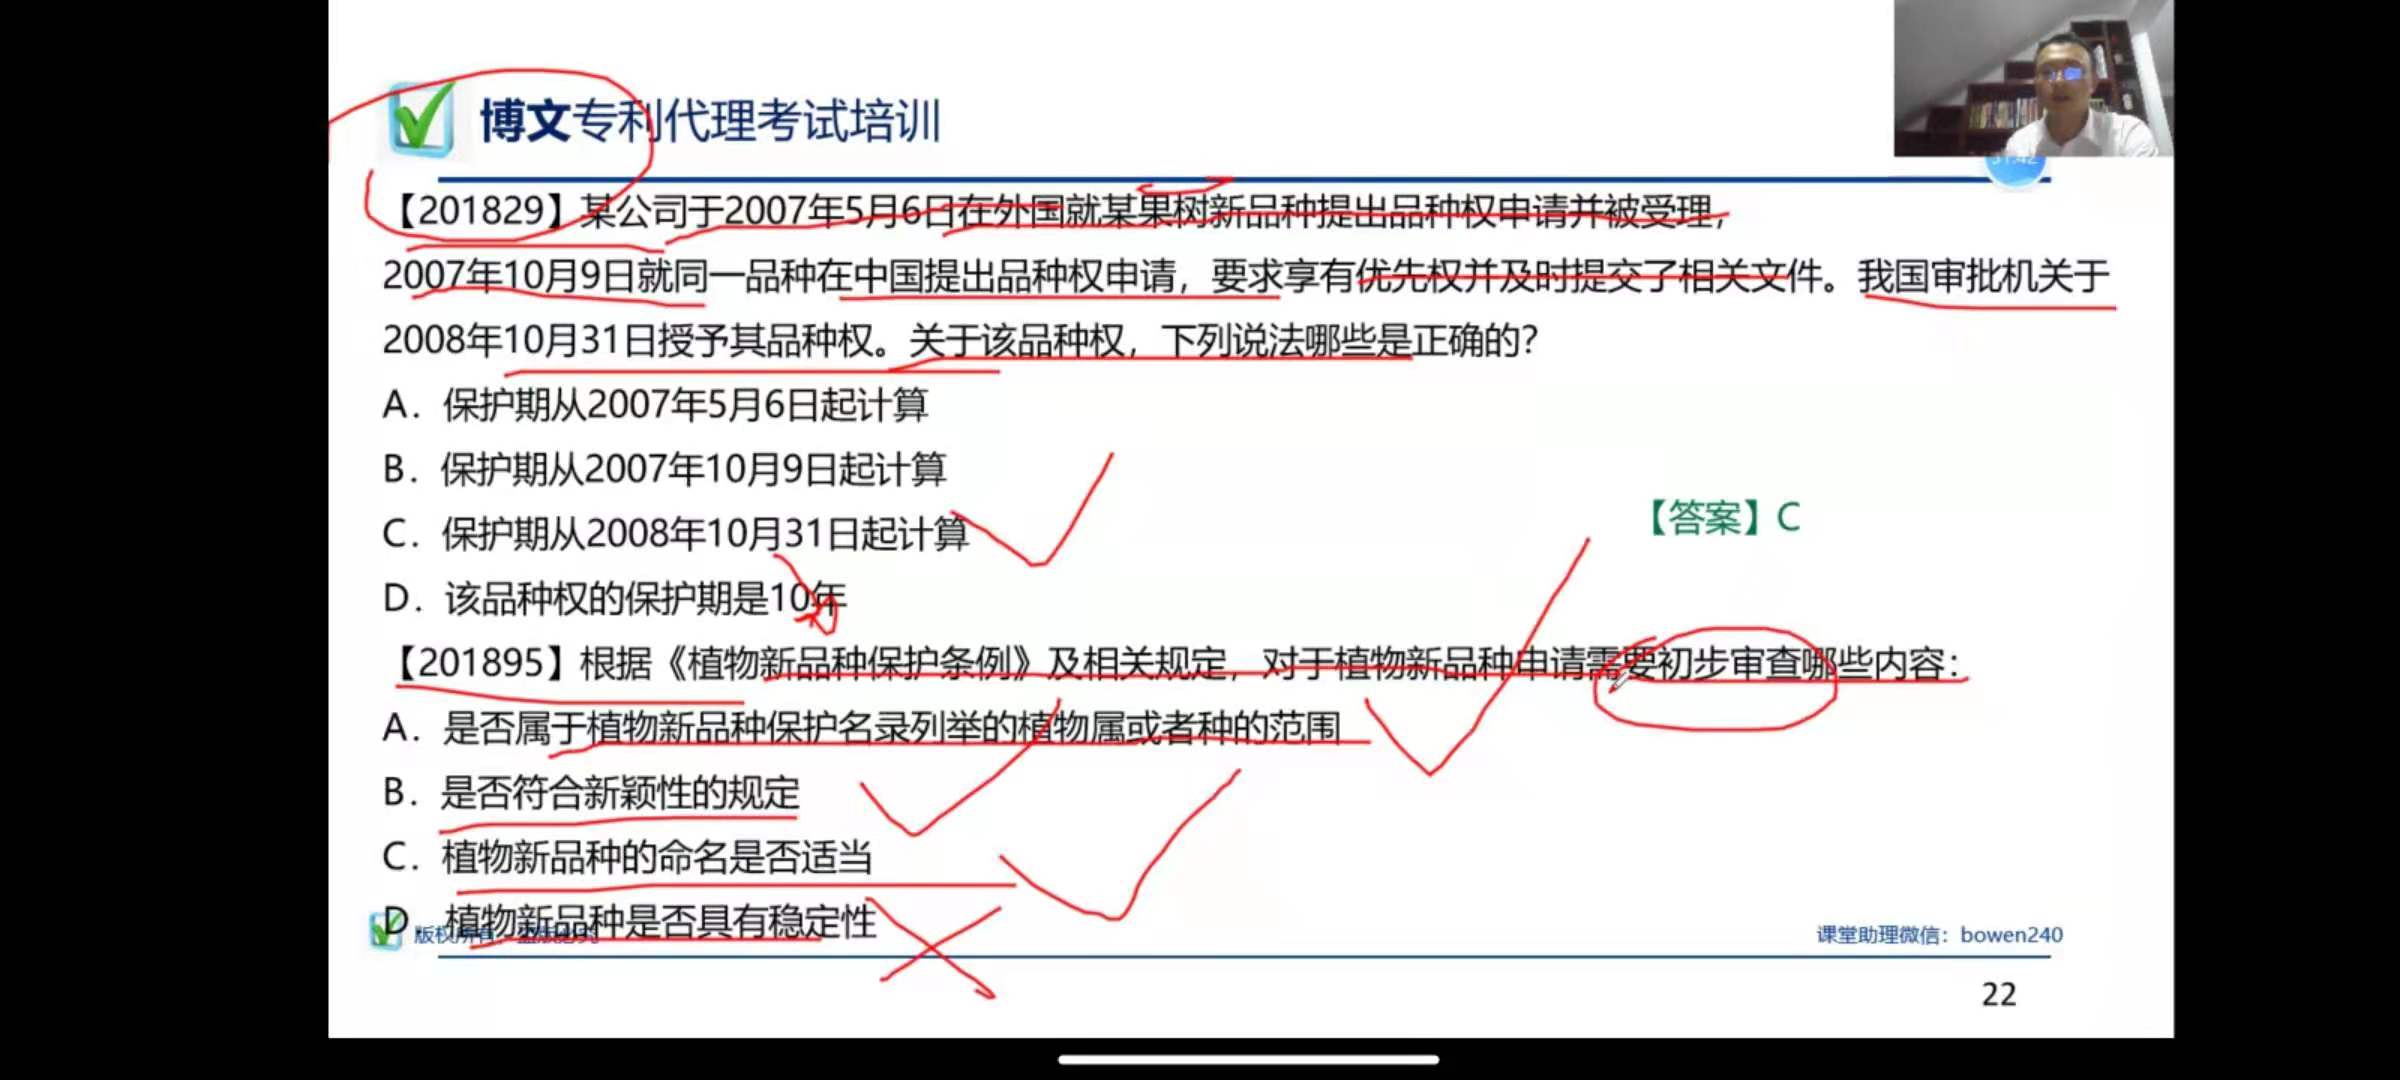 博文专利代理考试培训
31:42
【201829】某公司于2007年5月6日在外国就某果树新品种提出品种权申请并被受理,
2007年10月9日就同一品种在中国提出品种权申请，要求享有优先权并及时提交了相关文件。我国审批机关于
2008年10月31日授予其品种权。关于该品种权，下列说法哪些是正确的？
A．保护期从2007年5月6日起计算
B．保护期从2007年10月9日起计算
C．保护期从2008年10月31日起计算
【答案】C
D．该品种权的保护期是10年
【201895】根据《植物新品种保护条例》及相关规定，对于植物新品种申请需要初步审查哪些内容：
A．是否属于植物新品种保护名录列举的植物属或者种的范围
B．是否符合新颖性的规定
C．植物新品种的命名是否适当
D．植物新品种是否具有稳定性
版权所有，盗版必究
课堂助理微信：bowen240
22